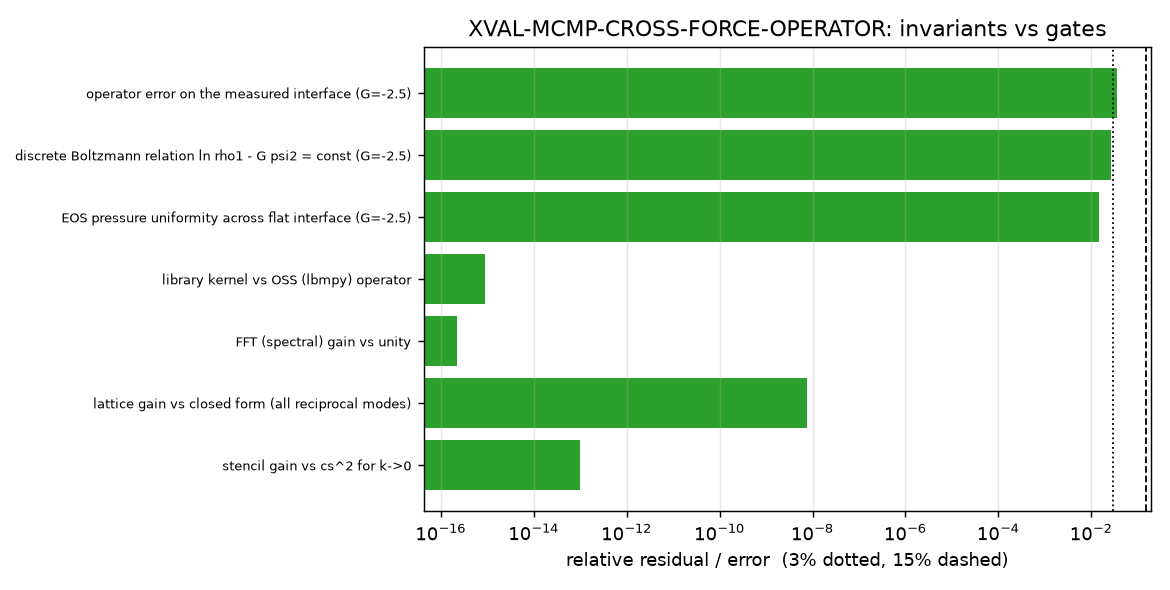 XVAL-MCMP-CROSS-FORCE-OPERATOR: invariants vs gates
operator error on the measured interface (G=-2.5)
discrete Boltzmann relation ln rho1 - G psi2 = const (G=-2.5)
EOS pressure uniformity across flat interface (G=-2.5)
library kernel vs OSS (lbmpy) operator
FFT (spectral) gain vs unity
lattice gain vs closed form (all reciprocal modes)
stencil gain vs cs^2 for k->0
10⁻¹⁶ 10⁻¹⁴ 10⁻¹² 10⁻¹⁰ 10⁻⁸ 10⁻⁶ 10⁻⁴ 10⁻²
relative residual / error (3% dotted, 15% dashed)